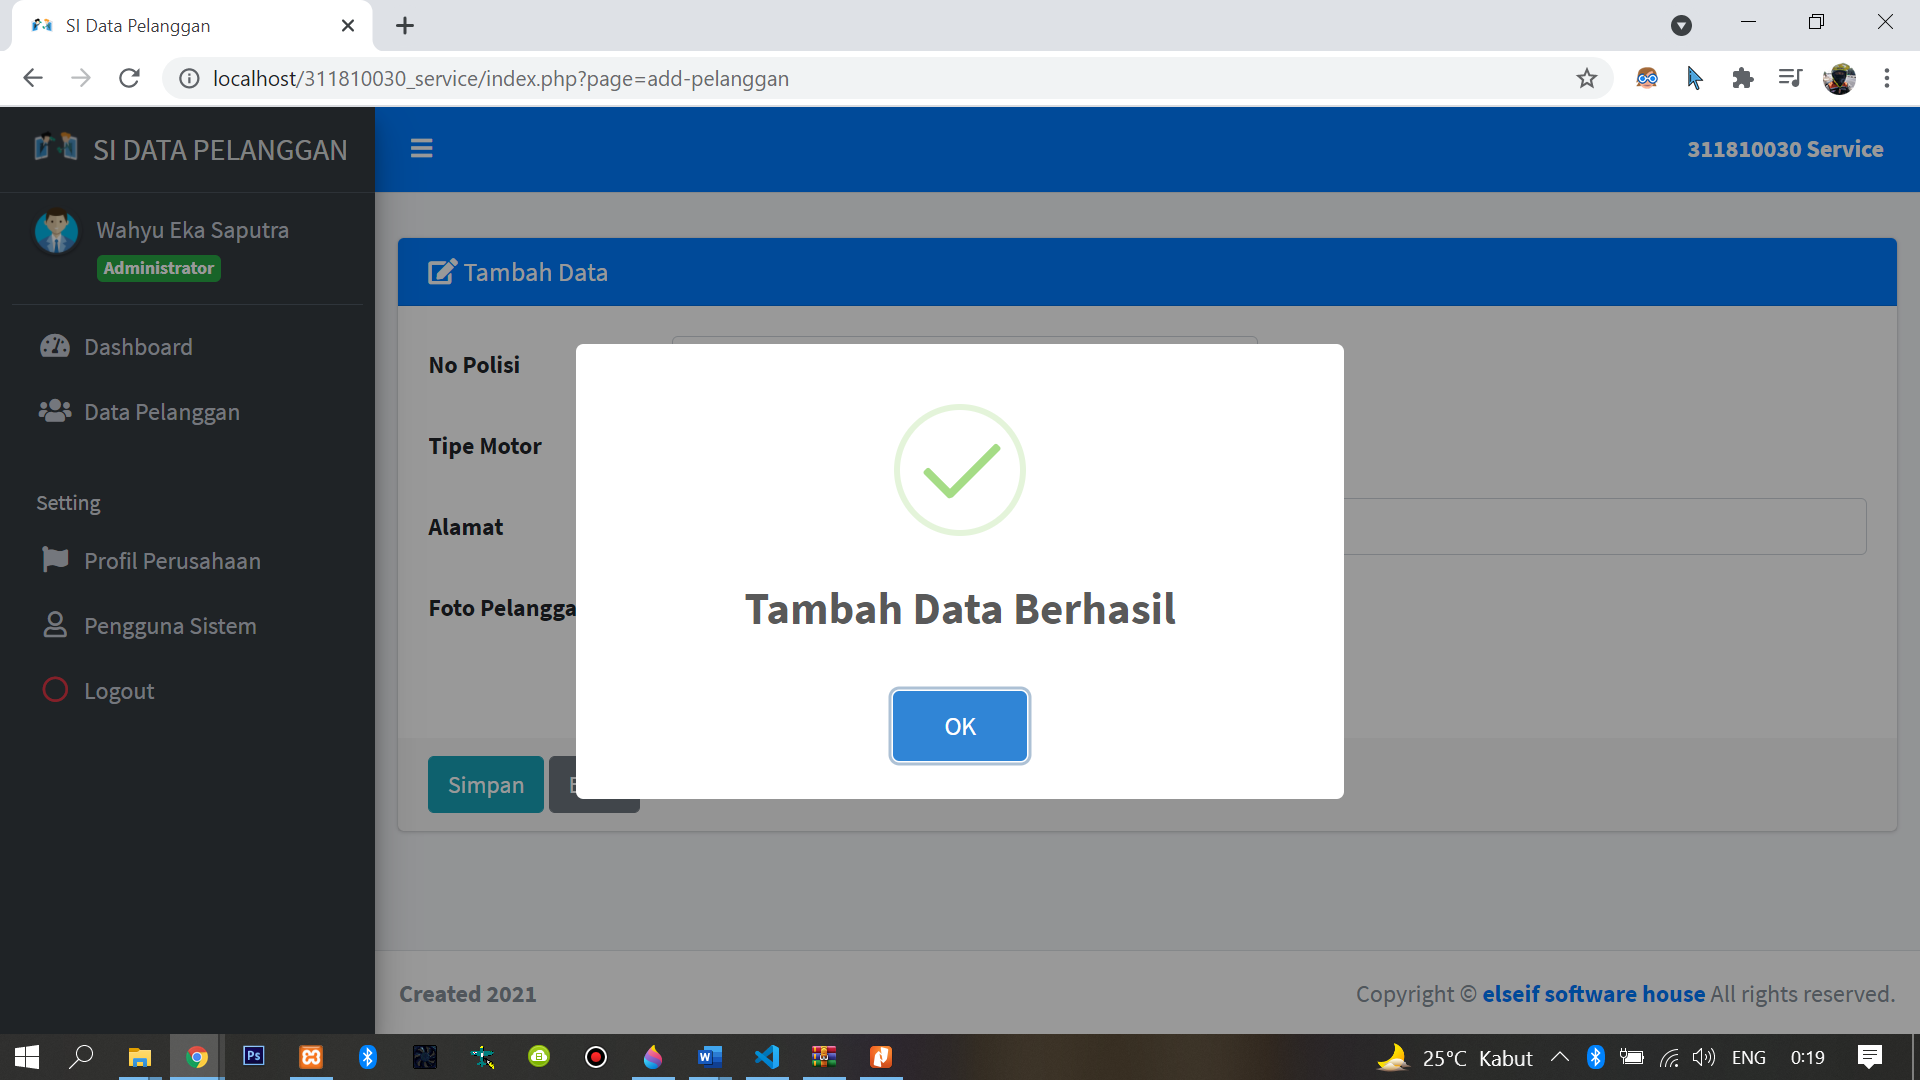 SI Data Pelanggan
localhost/311810030_service/index.php?page=add-pelanggan
SI DATA PELANGGAN
311810030 Service
Wahyu Eka Saputra
Administrator
Dashboard
Data Pelanggan
Setting
Profil Perusahaan
Pengguna Sistem
Logout
Tambah Data
No Polisi
Tipe Motor
Alamat
Foto Pelangga
Tambah Data Berhasil
OK
Simpan
Created 2021
Copyright © elseif software house All rights reserved.
25°C Kabut
ENG
0:19